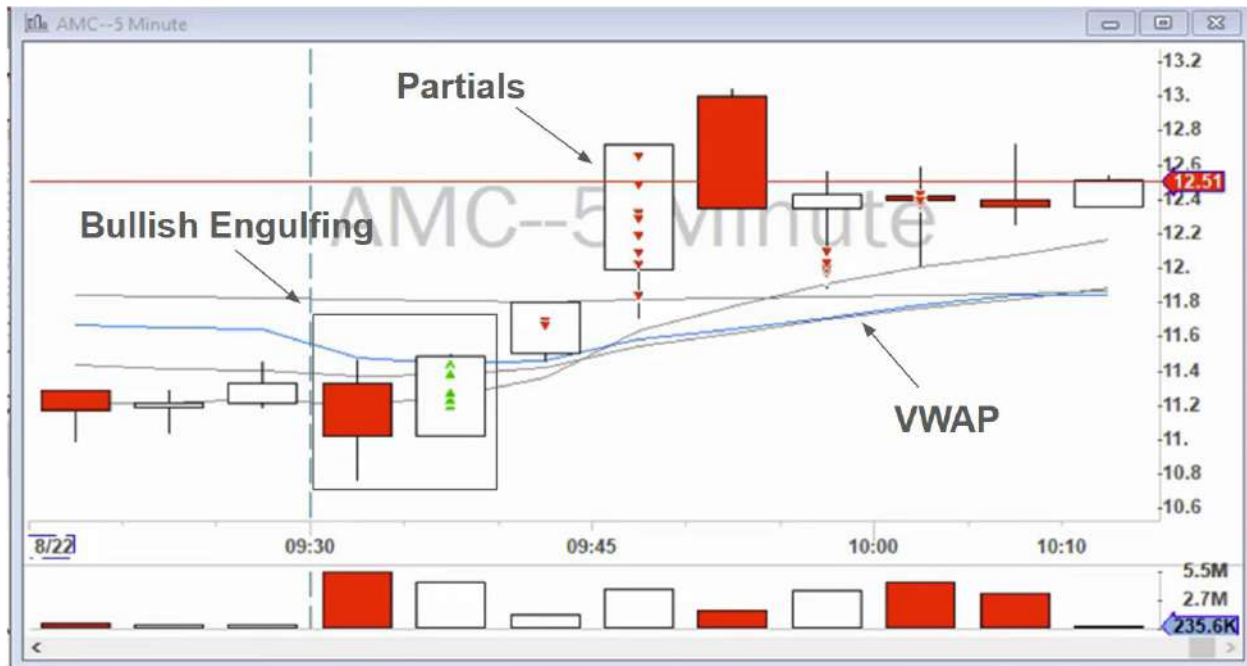 AMC--5 Minute
13.2
Partials
13.
12.8
12.6
12.51
AMC--5 Minute
12.4
Bullish Engulfing
12.2
12.
11.8
11.6
11.4
VWAP
11.2
11.
10.8
10.6
8/22 09:30 09:45 10:00 10:10
5.5M
2.7M
235.6K